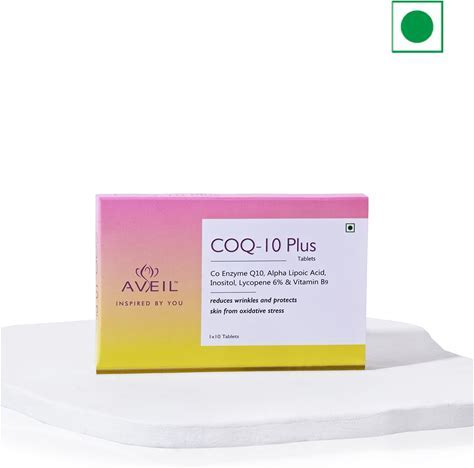 AVEIL™
INSPIRED BY YOU
COQ-10 Plus
Tablets
Co Enzyme Q10, Alpha Lipoic Acid,
Inositol, Lycopene 6% & Vitamin B9
reduces wrinkles and protects
skin from oxidative stress
1x10 Tablets